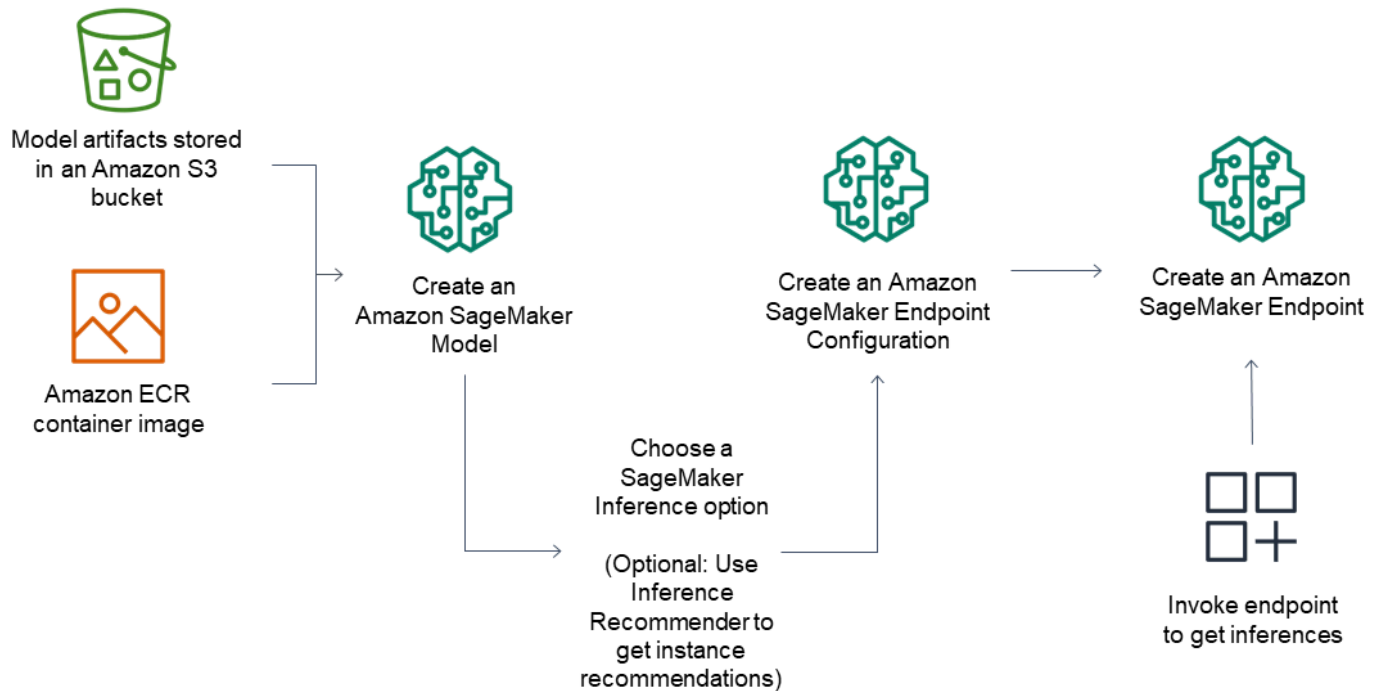 Model artifacts stored
in an Amazon S3
bucket
Amazon ECR
container image
Create an
Amazon SageMaker
Model
Choose a
SageMaker
Inference option
(Optional: Use
Inference
Recommender to
get instance
recommendations)
Create an Amazon
SageMaker Endpoint
Configuration
Create an Amazon
SageMaker Endpoint
Invoke endpoint
to get inferences